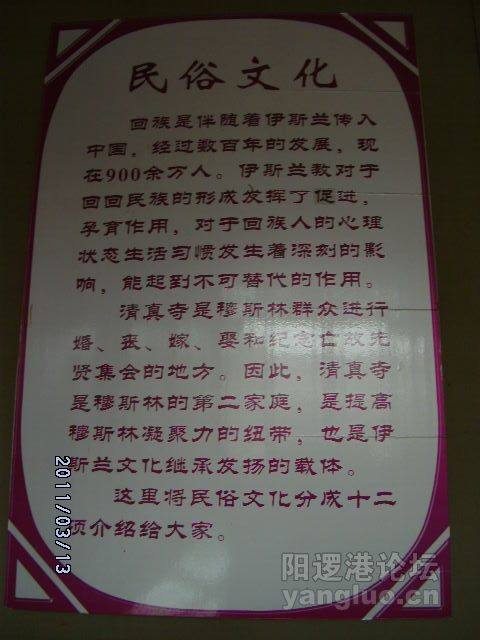 民俗文化
回族是伴随着伊斯兰传入
中国，经过数百年的发展，现
在900余万人。伊斯兰教对于
回回民族的形成发挥了促进，
孕育作用，对于回族人的心理
状态生活习惯发生着深刻的影
响，能起到不可替代的作用。
清真寺是穆斯林群众进行
婚、丧、嫁、娶和纪念亡故先
贤集会的地方。因此，清真寺
是穆斯林的第二家庭，是提高
穆斯林凝聚力的纽带，也是伊
斯兰文化继承发扬的载体。
这里将民俗文化分成十二
项介绍给大家。
2011/03/13
阳逻港论坛
yangluo.cn